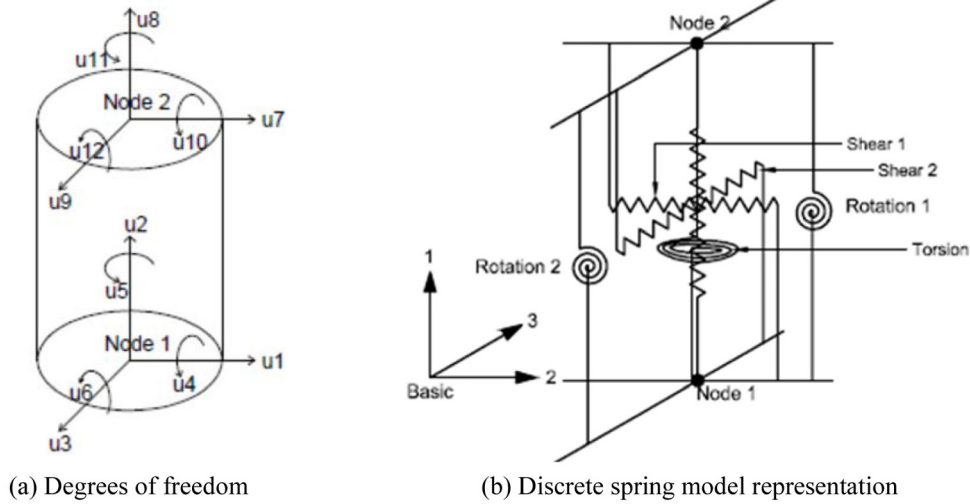 u8
u11
Node 2
u7
u10
u12
u9
u2
u5
Node 1
u1
u4
u6
u3
(a) Degrees of freedom
Node 2
Shear 1
Shear 2
Rotation 1
Torsion
Rotation 2
1
3
2
Basic
Node 1
(b) Discrete spring model representation